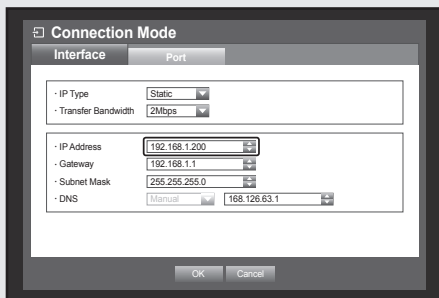 Connection Mode
Interface Port
· IP Type Static
· Transfer Bandwidth 2Mbps
· IP Address 192.168.1.200
· Gateway 192.168.1.1
· Subnet Mask 255.255.255.0
· DNS Manual 168.126.63.1
OK Cancel